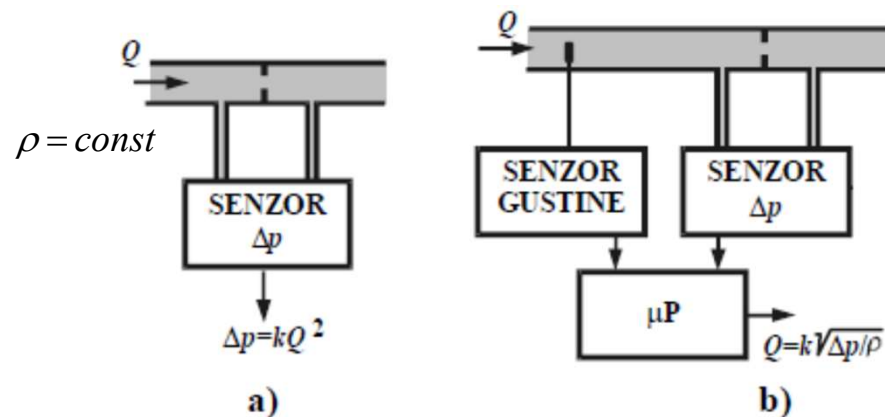 Q
ρ = const
SENZOR
Δp
Δp=kQ²
a)
Q
SENZOR
GUSTINE
SENZOR
Δp
μP
Q=k√Δp/ρ
b)